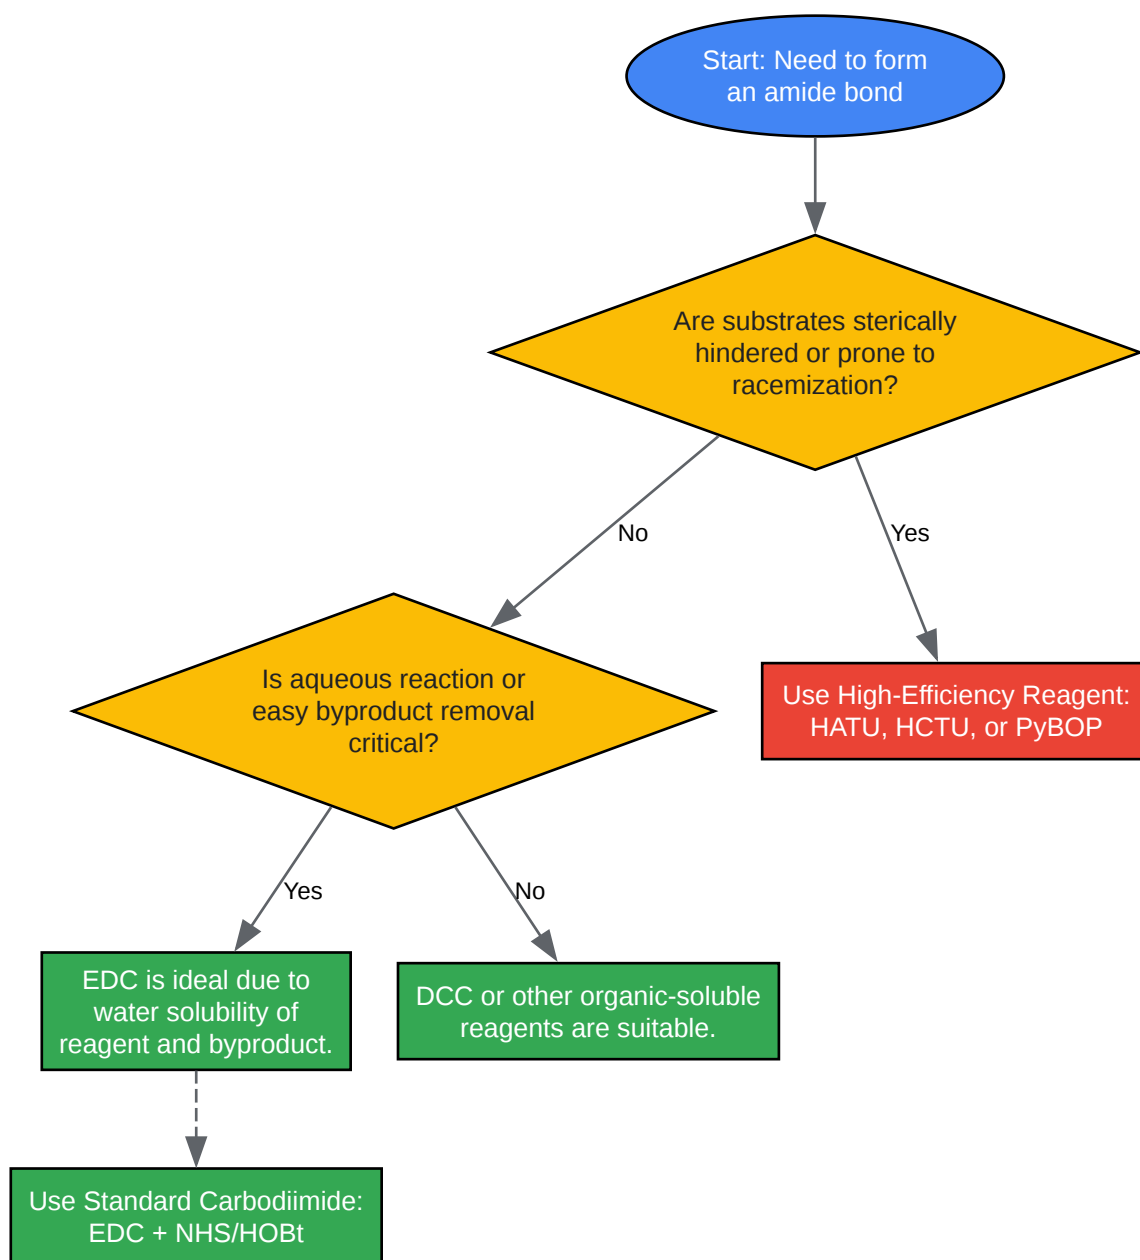 Start: Need to form
an amide bond
Are substrates sterically
hindered or prone to
racemization?
No
Yes
Is aqueous reaction or
easy byproduct removal
critical?
Use High-Efficiency Reagent:
HATU, HCTU, or PyBOP
Yes
No
EDC is ideal due to
water solubility of
reagent and byproduct.
DCC or other organic-soluble
reagents are suitable.
Use Standard Carbodiimide:
EDC + NHS/HOBt